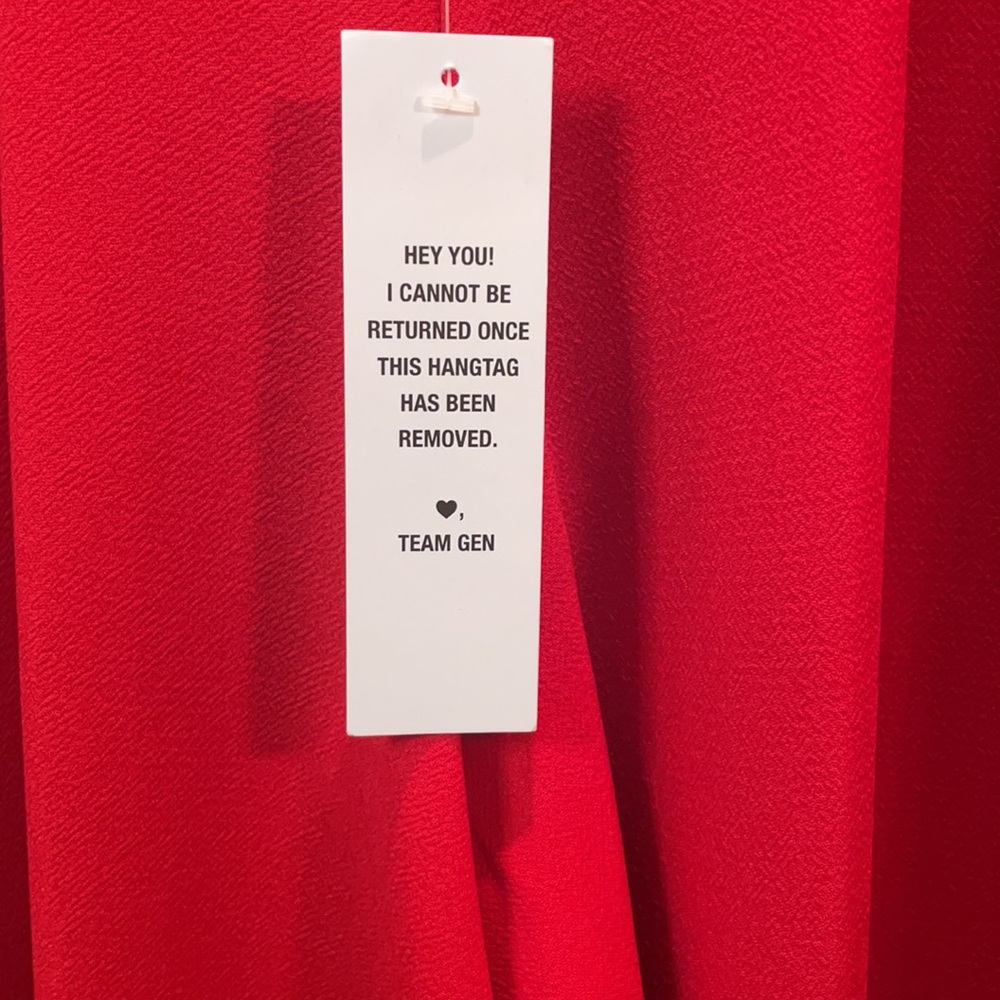 HEY YOU!
I CANNOT BE
RETURNED ONCE
THIS HANGTAG
HAS BEEN
REMOVED.
♥,
TEAM GEN